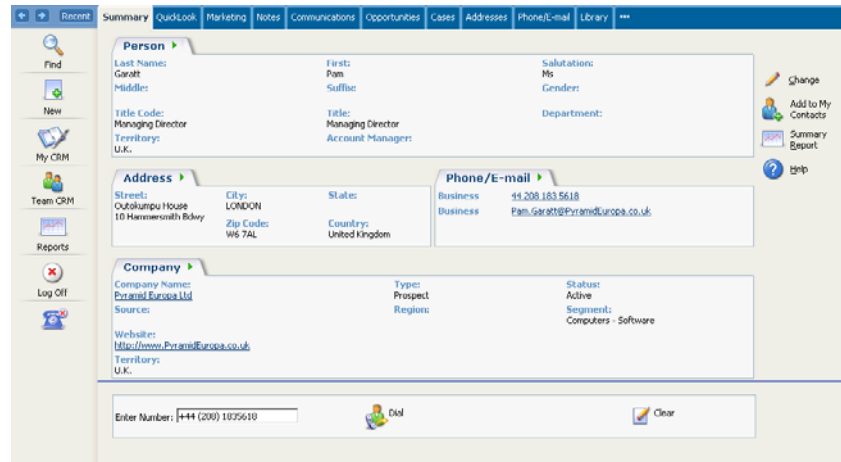 Recent Summary QuickLook Marketing Notes Communications Opportunities Cases Addresses Phone/E-mail Library •••
Find
New
My CRM
Team CRM
Reports
Log Off
Person
Last Name: First: Salutation:
Garatt Pam Ms
Middle: Suffix: Gender:
Title Code: Title: Department:
Managing Director Managing Director
Territory: Account Manager:
U.K.
Change
Add to My
Contacts
Summary
Report
Help
Address
Street: City: State:
Outokumpu House LONDON
10 Hammersmith Bdwy
Zip Code: Country:
W6 7AL United Kingdom
Phone/E-mail
Business 44 208 183 5618
Business Pam.Garatt@PyramidEuropa.co.uk
Company
Company Name: Type: Status:
Pyramid Europa Ltd Prospect Active
Source: Region: Segment:
Computers - Software
Website:
http://www.PyramidEuropa.co.uk
Territory:
U.K.
Enter Number: +44 (208) 1835618 Dial Clear